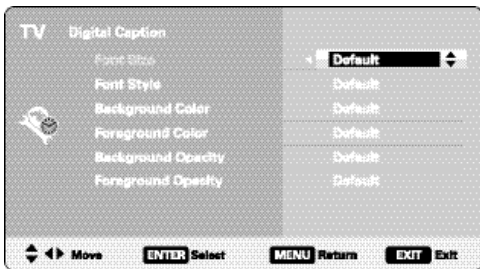 TV Digital Caption
Font Size Default
Font Style Default
Background Color Default
Foreground Color Default
Background Opacity Default
Foreground Opacity Default
Move ENTER Select MENU Return EXIT Exit